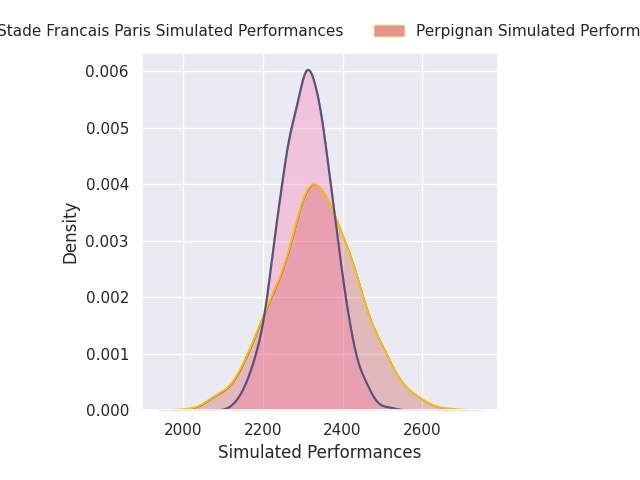 Stade Francais Paris Simulated Performances
Perpignan Simulated Perform
0.006
0.005
0.004
0.003
0.002
0.001
0.000
Density
2000 2200 2400 2600
Simulated Performances